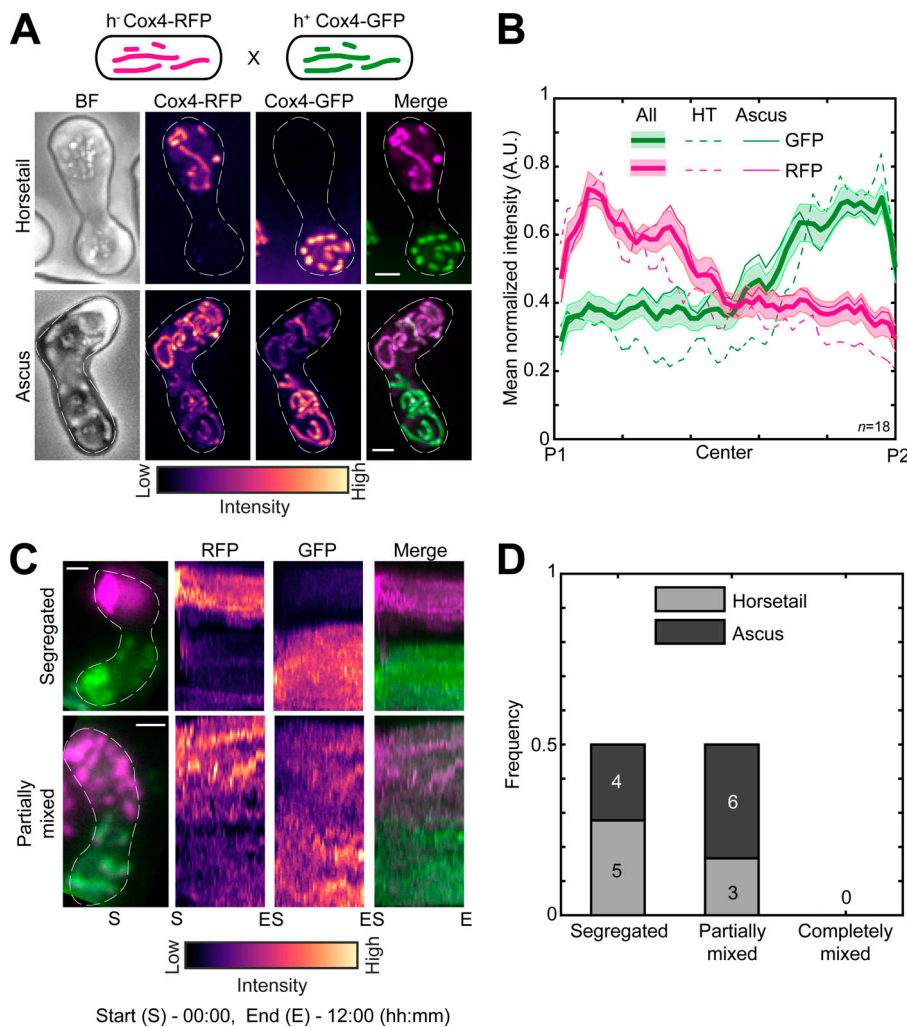 A
h- Cox4-RFP
X
h+ Cox4-GFP
BF
Cox4-RFP
Cox4-GFP
Merge
Horsetail
Ascus
Low
High
Intensity
B
Mean normalized intensity (A.U.)
1
0.8
0.6
0.4
0.2
0
All
HT
Ascus
GFP
RFP
n=18
P1
Center
P2
C
RFP
GFP
Merge
Segregated
Partially
mixed
S
S
ES
ES
E
Low
High
Intensity
Start (S) - 00:00, End (E) - 12:00 (hh:mm)
D
Frequency
1
0.5
0
Horsetail
Ascus
4
5
6
3
0
Segregated
Partially
mixed
Completely
mixed